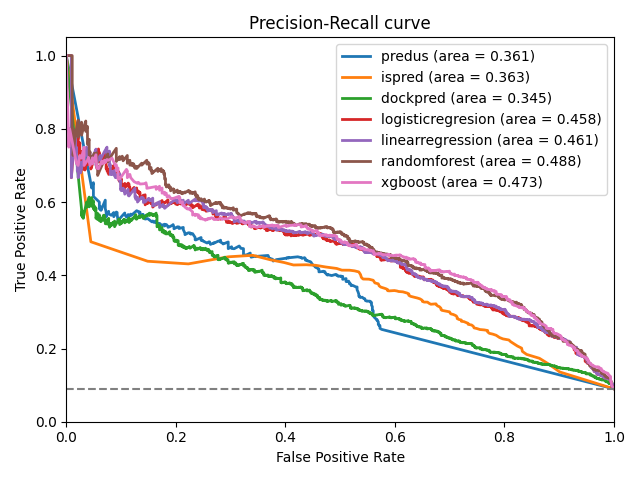 Precision-Recall curve
predus (area = 0.361)
ispred (area = 0.363)
dockpred (area = 0.345)
logisticregresion (area = 0.458)
linearregression (area = 0.461)
randomforest (area = 0.488)
xgboost (area = 0.473)
True Positive Rate
1.0
0.8
0.6
0.4
0.2
0.0
0.0 0.2 0.4 0.6 0.8 1.0
False Positive Rate